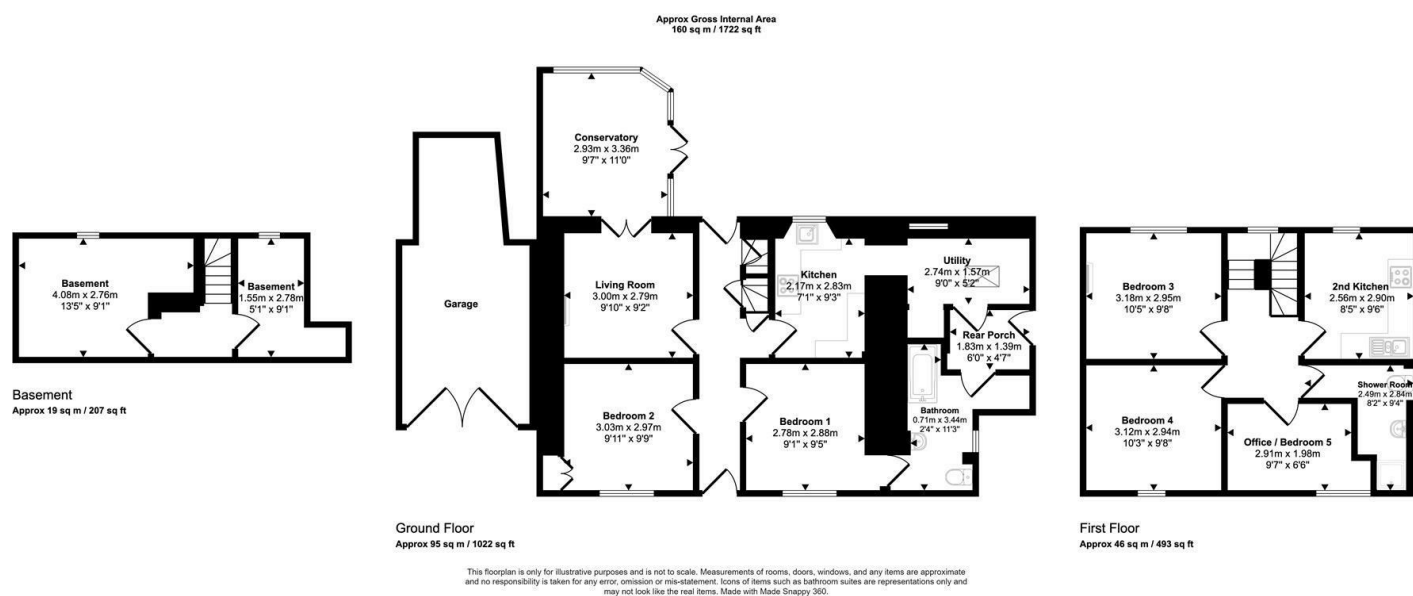 Approx Gross Internal Area
160 sq m / 1722 sq ft
Conservatory
2.93m x 3.36m
9'7" x 11'0"
Garage
Basement
4.08m x 2.76m
13'5" x 9'1"
Basement
1.55m x 2.78m
5'1" x 9'1"
Basement
Approx 19 sq m / 207 sq ft
Living Room
3.00m x 2.79m
9'10" x 9'2"
Kitchen
2.17m x 2.83m
7'1" x 9'3"
Utility
2.74m x 1.57m
9'0" x 5'2"
Rear Porch
1.83m x 1.39m
6'0" x 4'7"
Bedroom 2
3.03m x 2.97m
9'11" x 9'9"
Bedroom 1
2.78m x 2.88m
9'1" x 9'5"
Bathroom
0.71m x 3.44m
2'4" x 11'3"
Ground Floor
Approx 95 sq m / 1022 sq ft
Bedroom 3
3.18m x 2.95m
10'5" x 9'8"
2nd Kitchen
2.56m x 2.90m
8'5" x 9'6"
Bedroom 4
3.12m x 2.94m
10'3" x 9'8"
Office / Bedroom 5
2.91m x 1.98m
9'7" x 6'6"
Shower Room
2.49m x 2.84m
8'2" x 9'4"
First Floor
Approx 46 sq m / 493 sq ft
This floorplan is only for illustrative purposes and is not to scale. Measurements of rooms, doors, windows, and any items are approximate
and no responsibility is taken for any error, omission or mis-statement. Icons of items such as bathroom suites are representations only and
may not look like the real items. Made with Made Snappy 360.